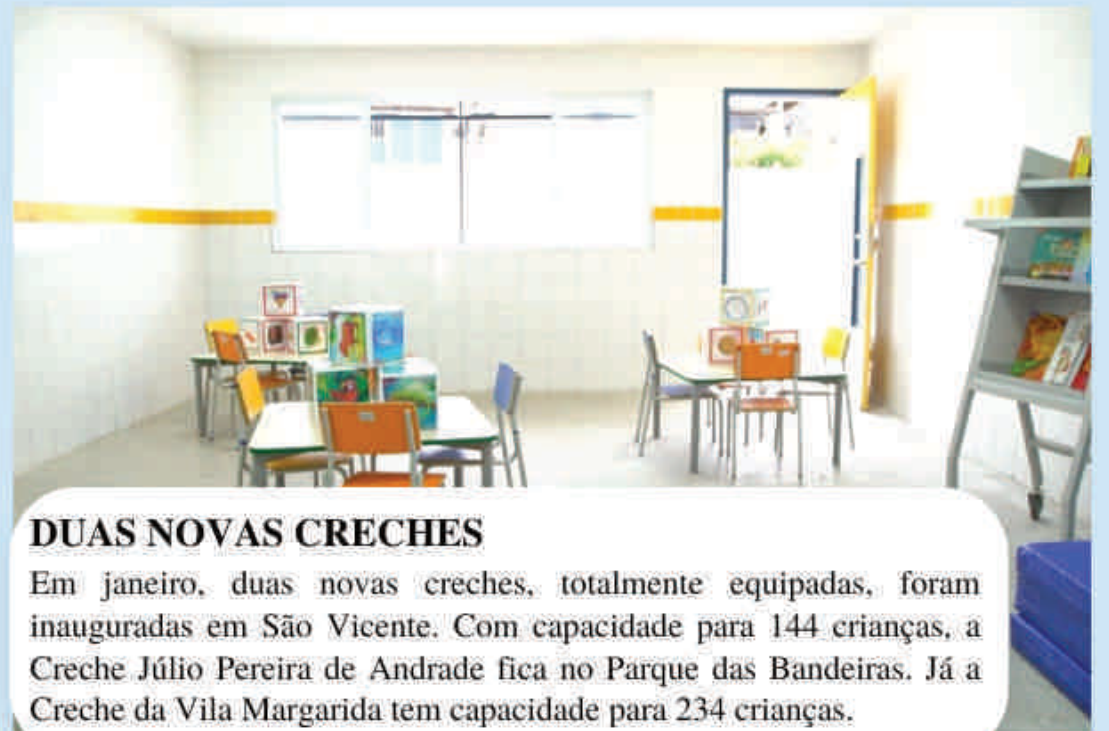 DUAS NOVAS CRECHES
Em janeiro, duas novas creches, totalmente equipadas, foram
inauguradas em São Vicente. Com capacidade para 144 crianças, a
Creche Júlio Pereira de Andrade fica no Parque das Bandeiras. Já a
Creche da Vila Margarida tem capacidade para 234 crianças.